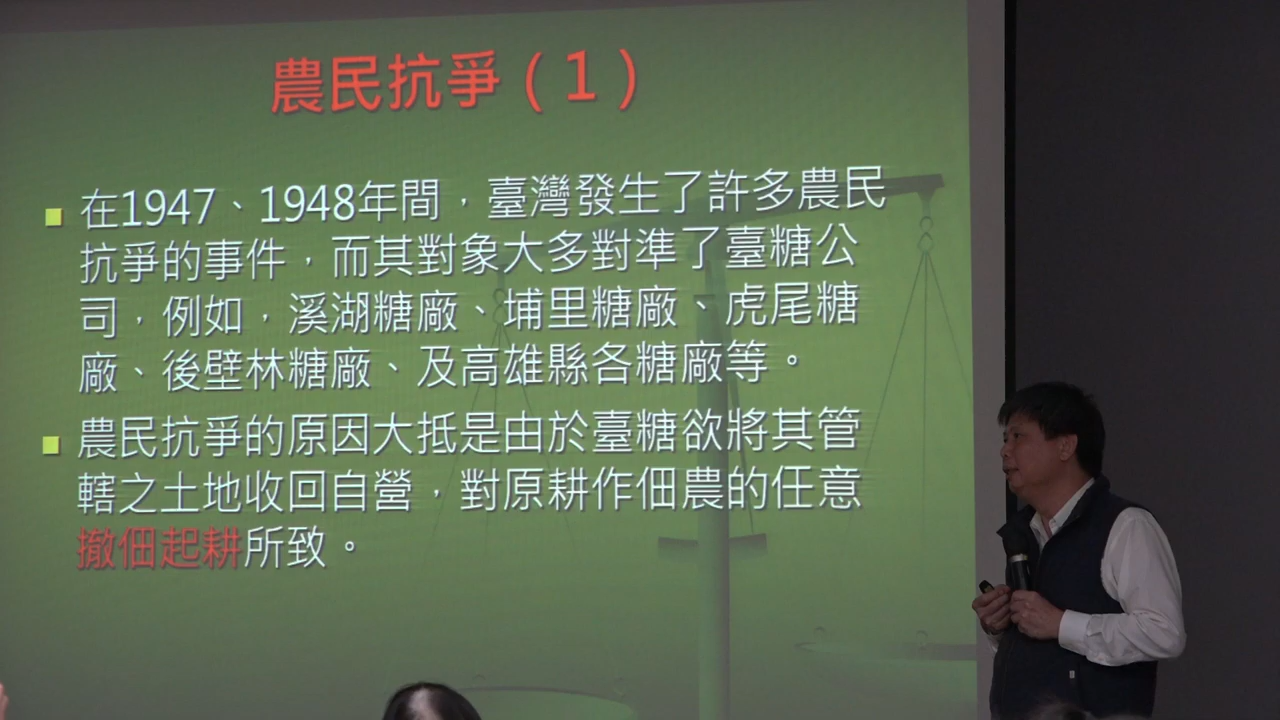 農民抗爭（1）
在1947、1948年間，臺灣發生了許多農民
抗爭的事件，而其對象大多對準了臺糖公
司，例如，溪湖糖廠、埔里糖廠、虎尾糖
廠、後壁林糖廠、及高雄縣各糖廠等。
農民抗爭的原因大抵是由於臺糖欲將其管
轄之土地收回自營，對原耕作佃農的任意
撤佃起耕所致。